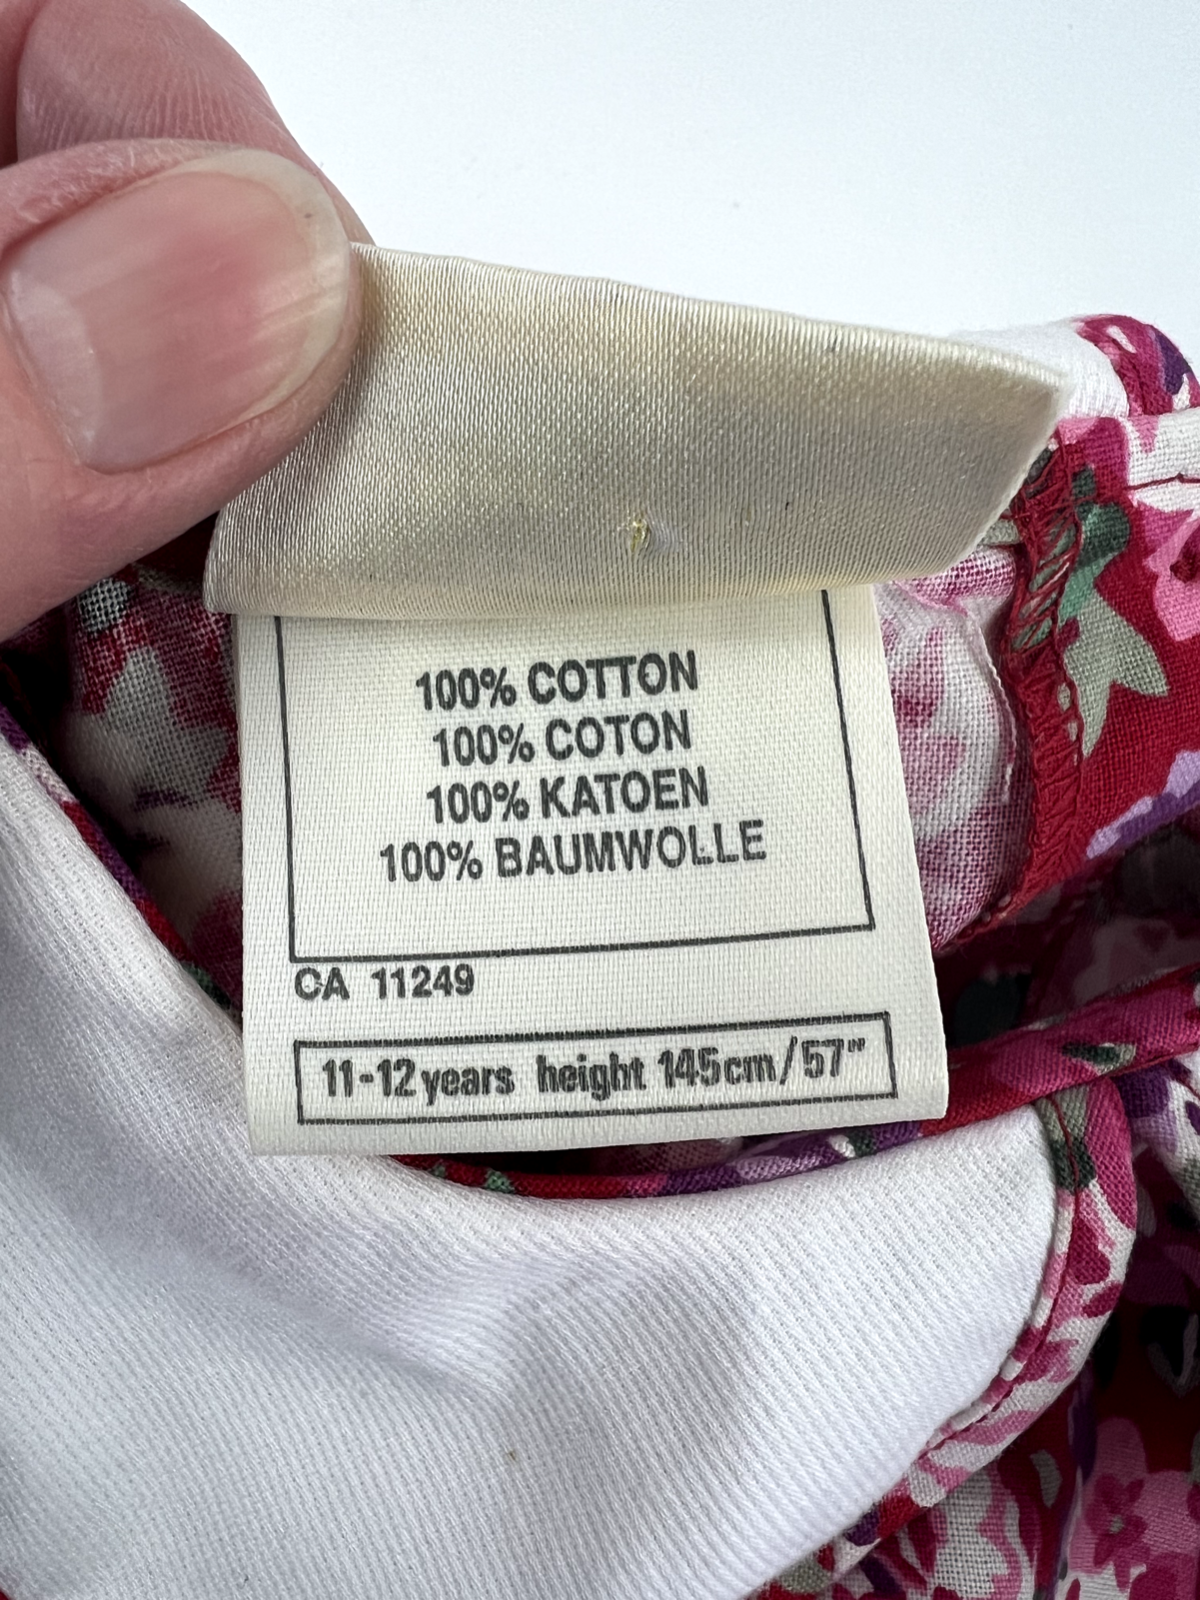 100% COTTON
100% COTON
100% KATOEN
100% BAUMWOLLE
CA 11249
11-12 years height 145cm/57"